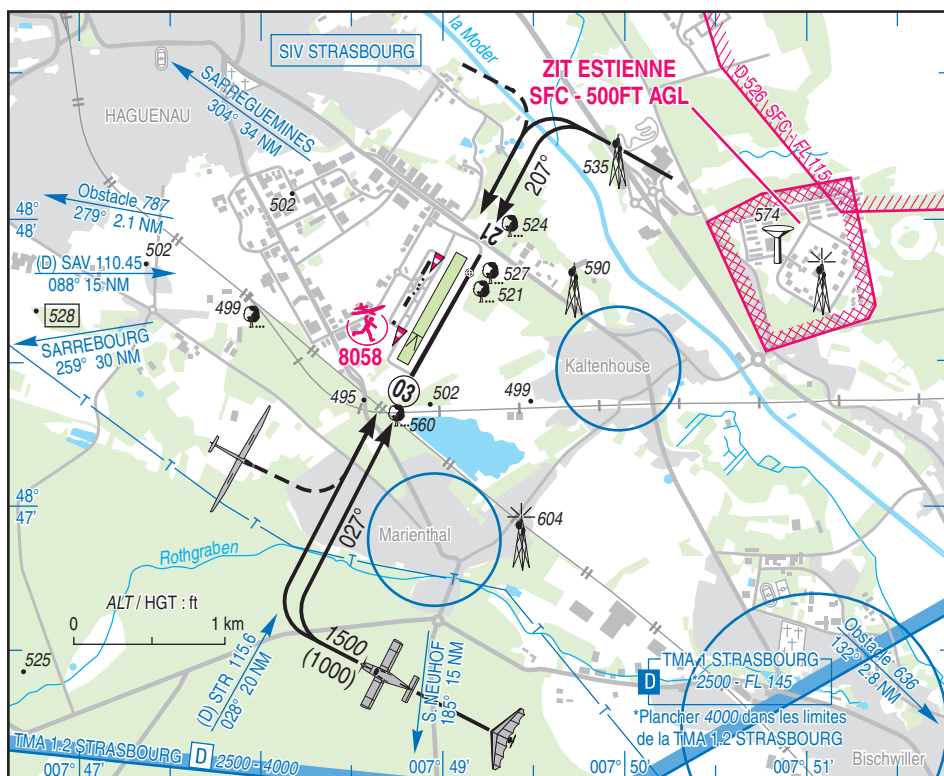 SIV STRASBOURG
la Moder
ZIT ESTIENNE
SFC - 500FT AGL
D 526 ( SFC - FL 115 )
HAGUENAU
SARREGUEMINES
304° 34 NM
535
207°
574
48°
48'
Obstacle 787
279° 2.1 NM
502
502
524
21
(D) SAV 110.45
088° 15 NM
527
521
590
499
528
SARREBOURG
259° 30 NM
8058
Kaltenhouse
03
495
502
499
560
48°
47'
T
T
T
T
T
T
027°
Marienthal
604
Rothgraben
ALT / HGT : ft
0
1 km
1500
(1000)
525
(D) STR 115.6
028° 20 NM
S. NEUHOF
185° 15 NM
D
TMA 1 STRASBOURG
*2500 - FL 145
*Plancher 4000 dans les limites
de la TMA 1.2 STRASBOURG
Obstacle 636
132° 2.8 NM
TMA 1.2 STRASBOURG D 2500 - 4000
Bischwiller
007° 47'
007° 49'
007° 50'
007° 51'